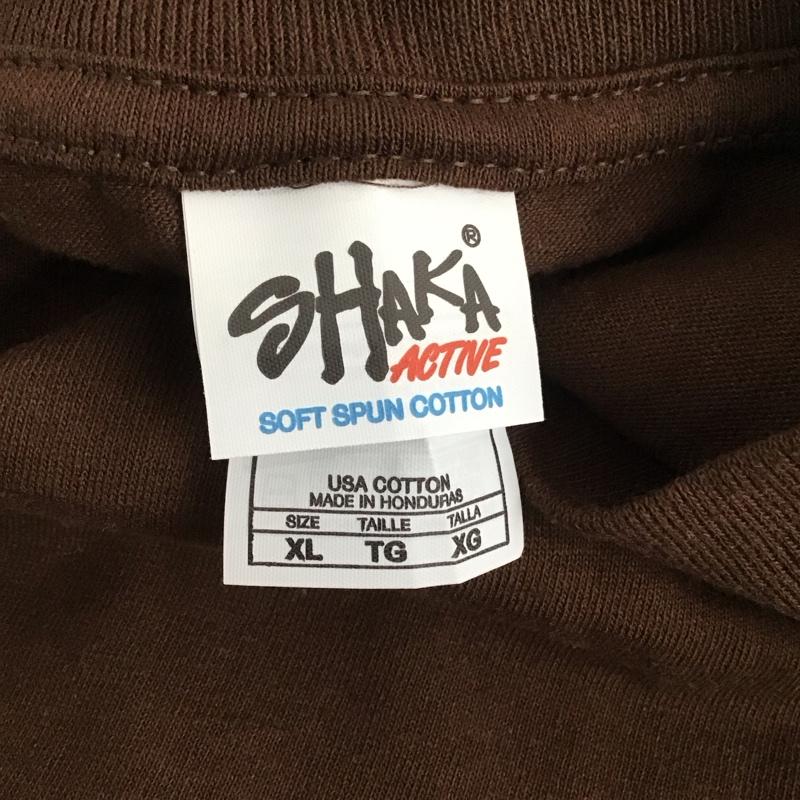 SHAKA®
ACTIVE
SOFT SPUN COTTON
USA COTTON
MADE IN HONDURAS
SIZE TAILLE TALLA
XL TG XG